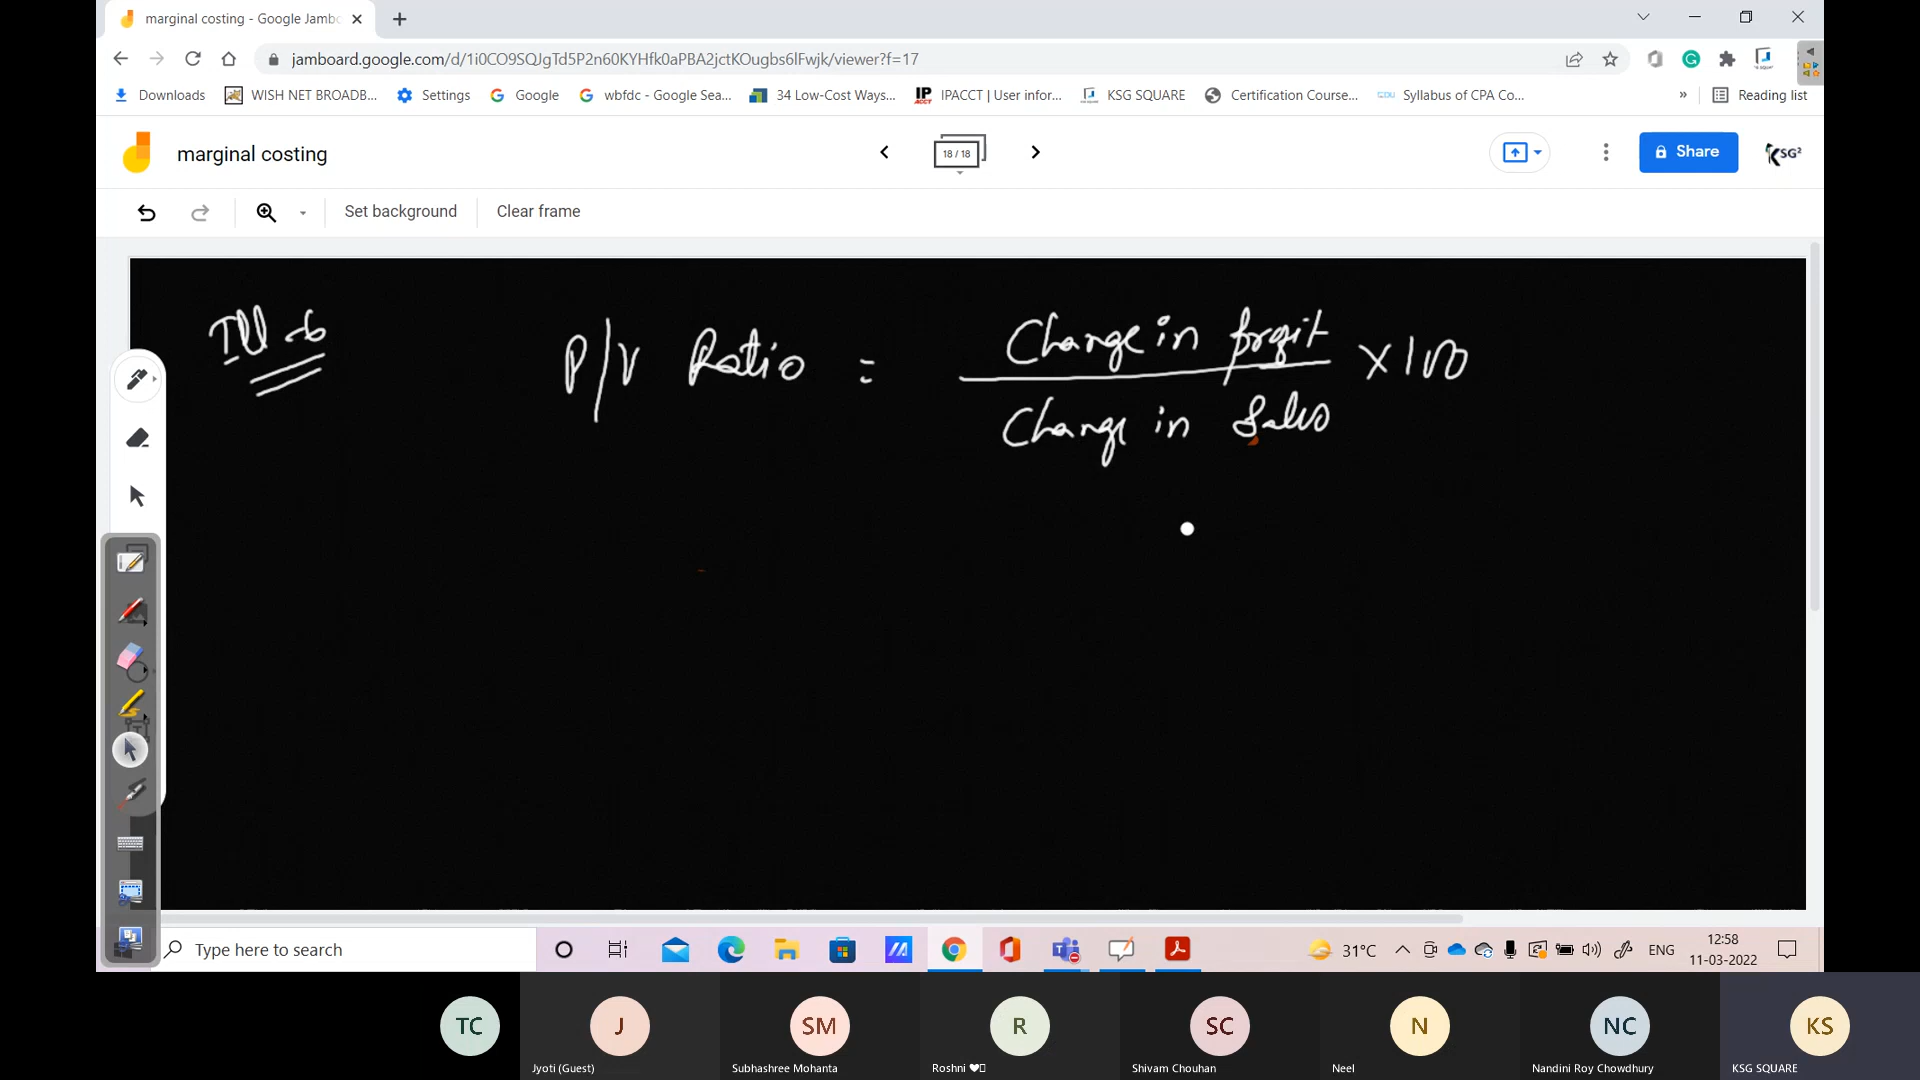 marginal costing - Google Jambo
jamboard.google.com/d/1i0CO9SQJgTd5P2n60KYHfk0aPBA2jctKOugbs6lFwjk/viewer?f=17
Downloads WISH NET BROADB... Settings Google wbfdc - Google Sea... 34 Low-Cost Ways... IPACCT | User infor... KSG SQUARE Certification Course... Syllabus of CPA Co... » Reading list
marginal costing 18 / 18 Share KSG²
Set background Clear frame
Ill 6
P/V Ratio = Change in profit × 100
Change in Sales
Type here to search 31°C ENG 12:58
11-03-2022
TC J SM R SC N NC KS
Jyoti (Guest) Subhashree Mohanta Roshni ❤ Shivam Chouhan Neel Nandini Roy Chowdhury KSG SQUARE